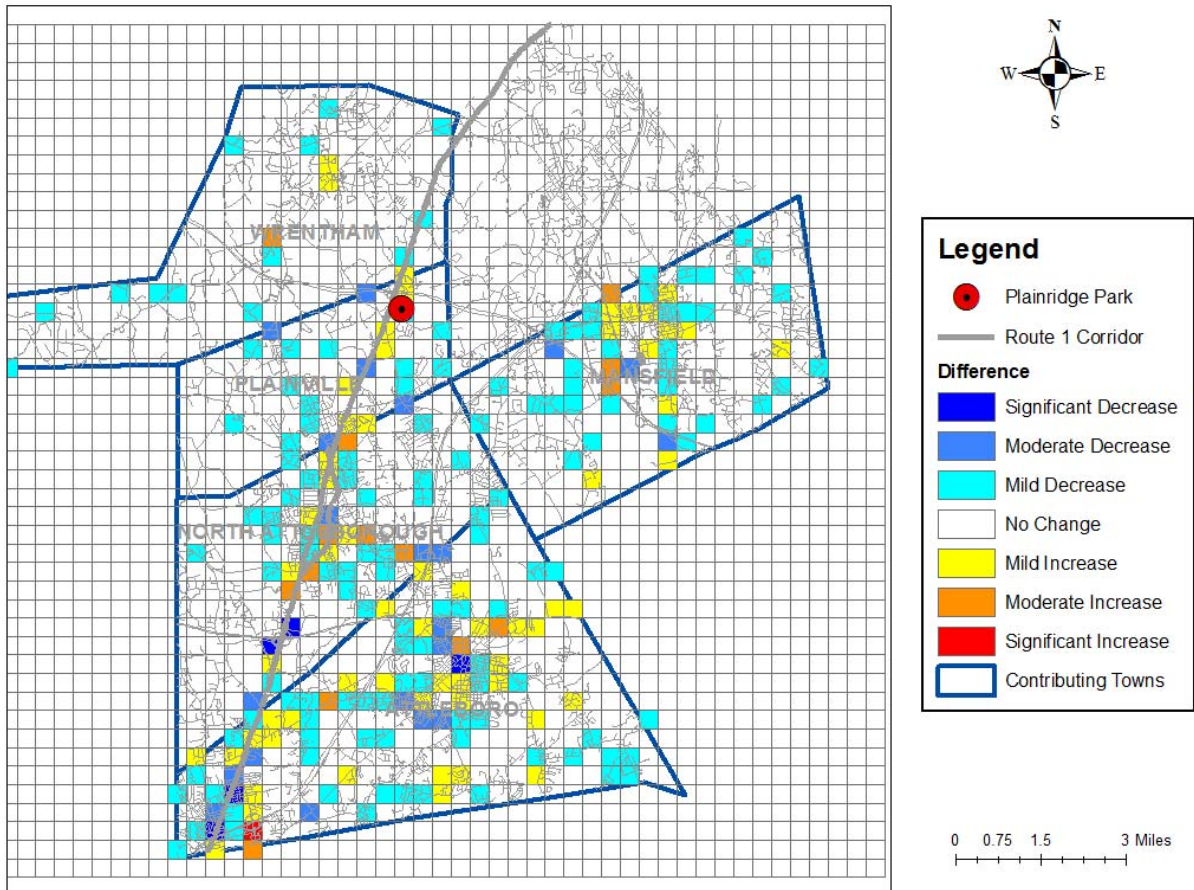 N
W
E
S
WRENTHAM
PLAINVILLE
MANSFIELD
NORTH ATTLEBOROUGH
ATTLEBORO
Legend
Plainridge Park
Route 1 Corridor
Difference
Significant Decrease
Moderate Decrease
Mild Decrease
No Change
Mild Increase
Moderate Increase
Significant Increase
Contributing Towns
0 0.75 1.5 3 Miles